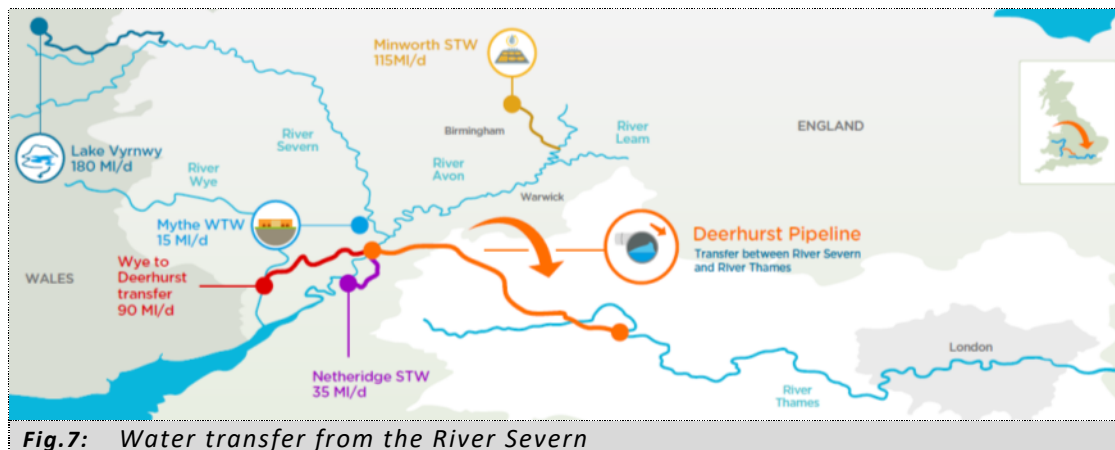 Minworth STW
115Ml/d
Birmingham
River
Leam
ENGLAND
Lake Vyrnwy
180 Ml/d
River
Severn
River
Wye
River
Avon
Warwick
Mythe WTW
15 Ml/d
Deerhurst Pipeline
Transfer between River Severn
and River Thames
WALES
Wye to
Deerhurst
transfer
90 Ml/d
Netheridge STW
35 Ml/d
London
River
Thames
Fig.7: Water transfer from the River Severn